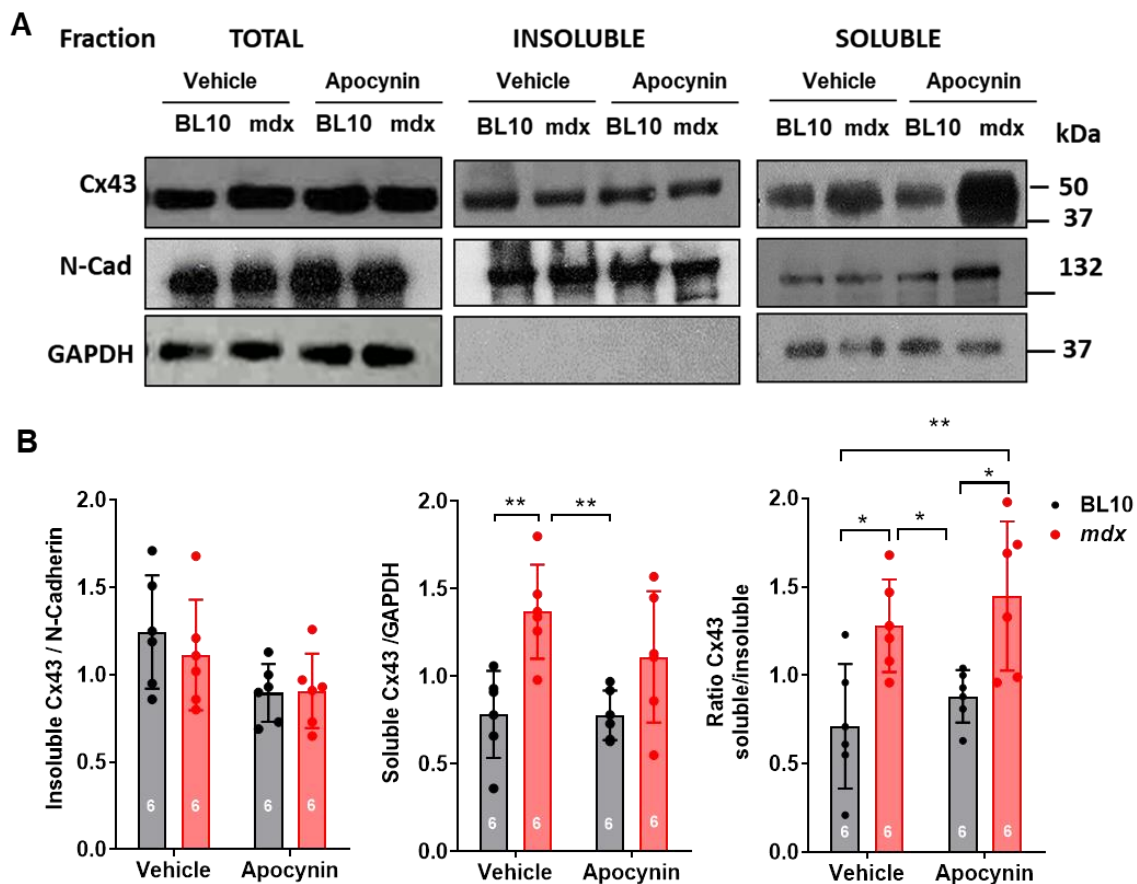 A
Fraction TOTAL INSOLUBLE SOLUBLE
Vehicle Apocynin Vehicle Apocynin Vehicle Apocynin
BL10 mdx BL10 mdx BL10 mdx BL10 mdx BL10 mdx BL10 mdx kDa
Cx43 50
37
N-Cad 132
GAPDH 37
B
Insoluble Cx43 / N-Cadherin
2.0
1.5
1.0
0.5
0.0
6 6 6 6
Vehicle Apocynin
Soluble Cx43 /GAPDH
2.0
1.5
1.0
0.5
0.0
** **
6 6 6 6
Vehicle Apocynin
Ratio Cx43
soluble/insoluble
2.0
1.5
1.0
0.5
0.0
**
*
* *
6 6 6 6
Vehicle Apocynin
BL10
mdx